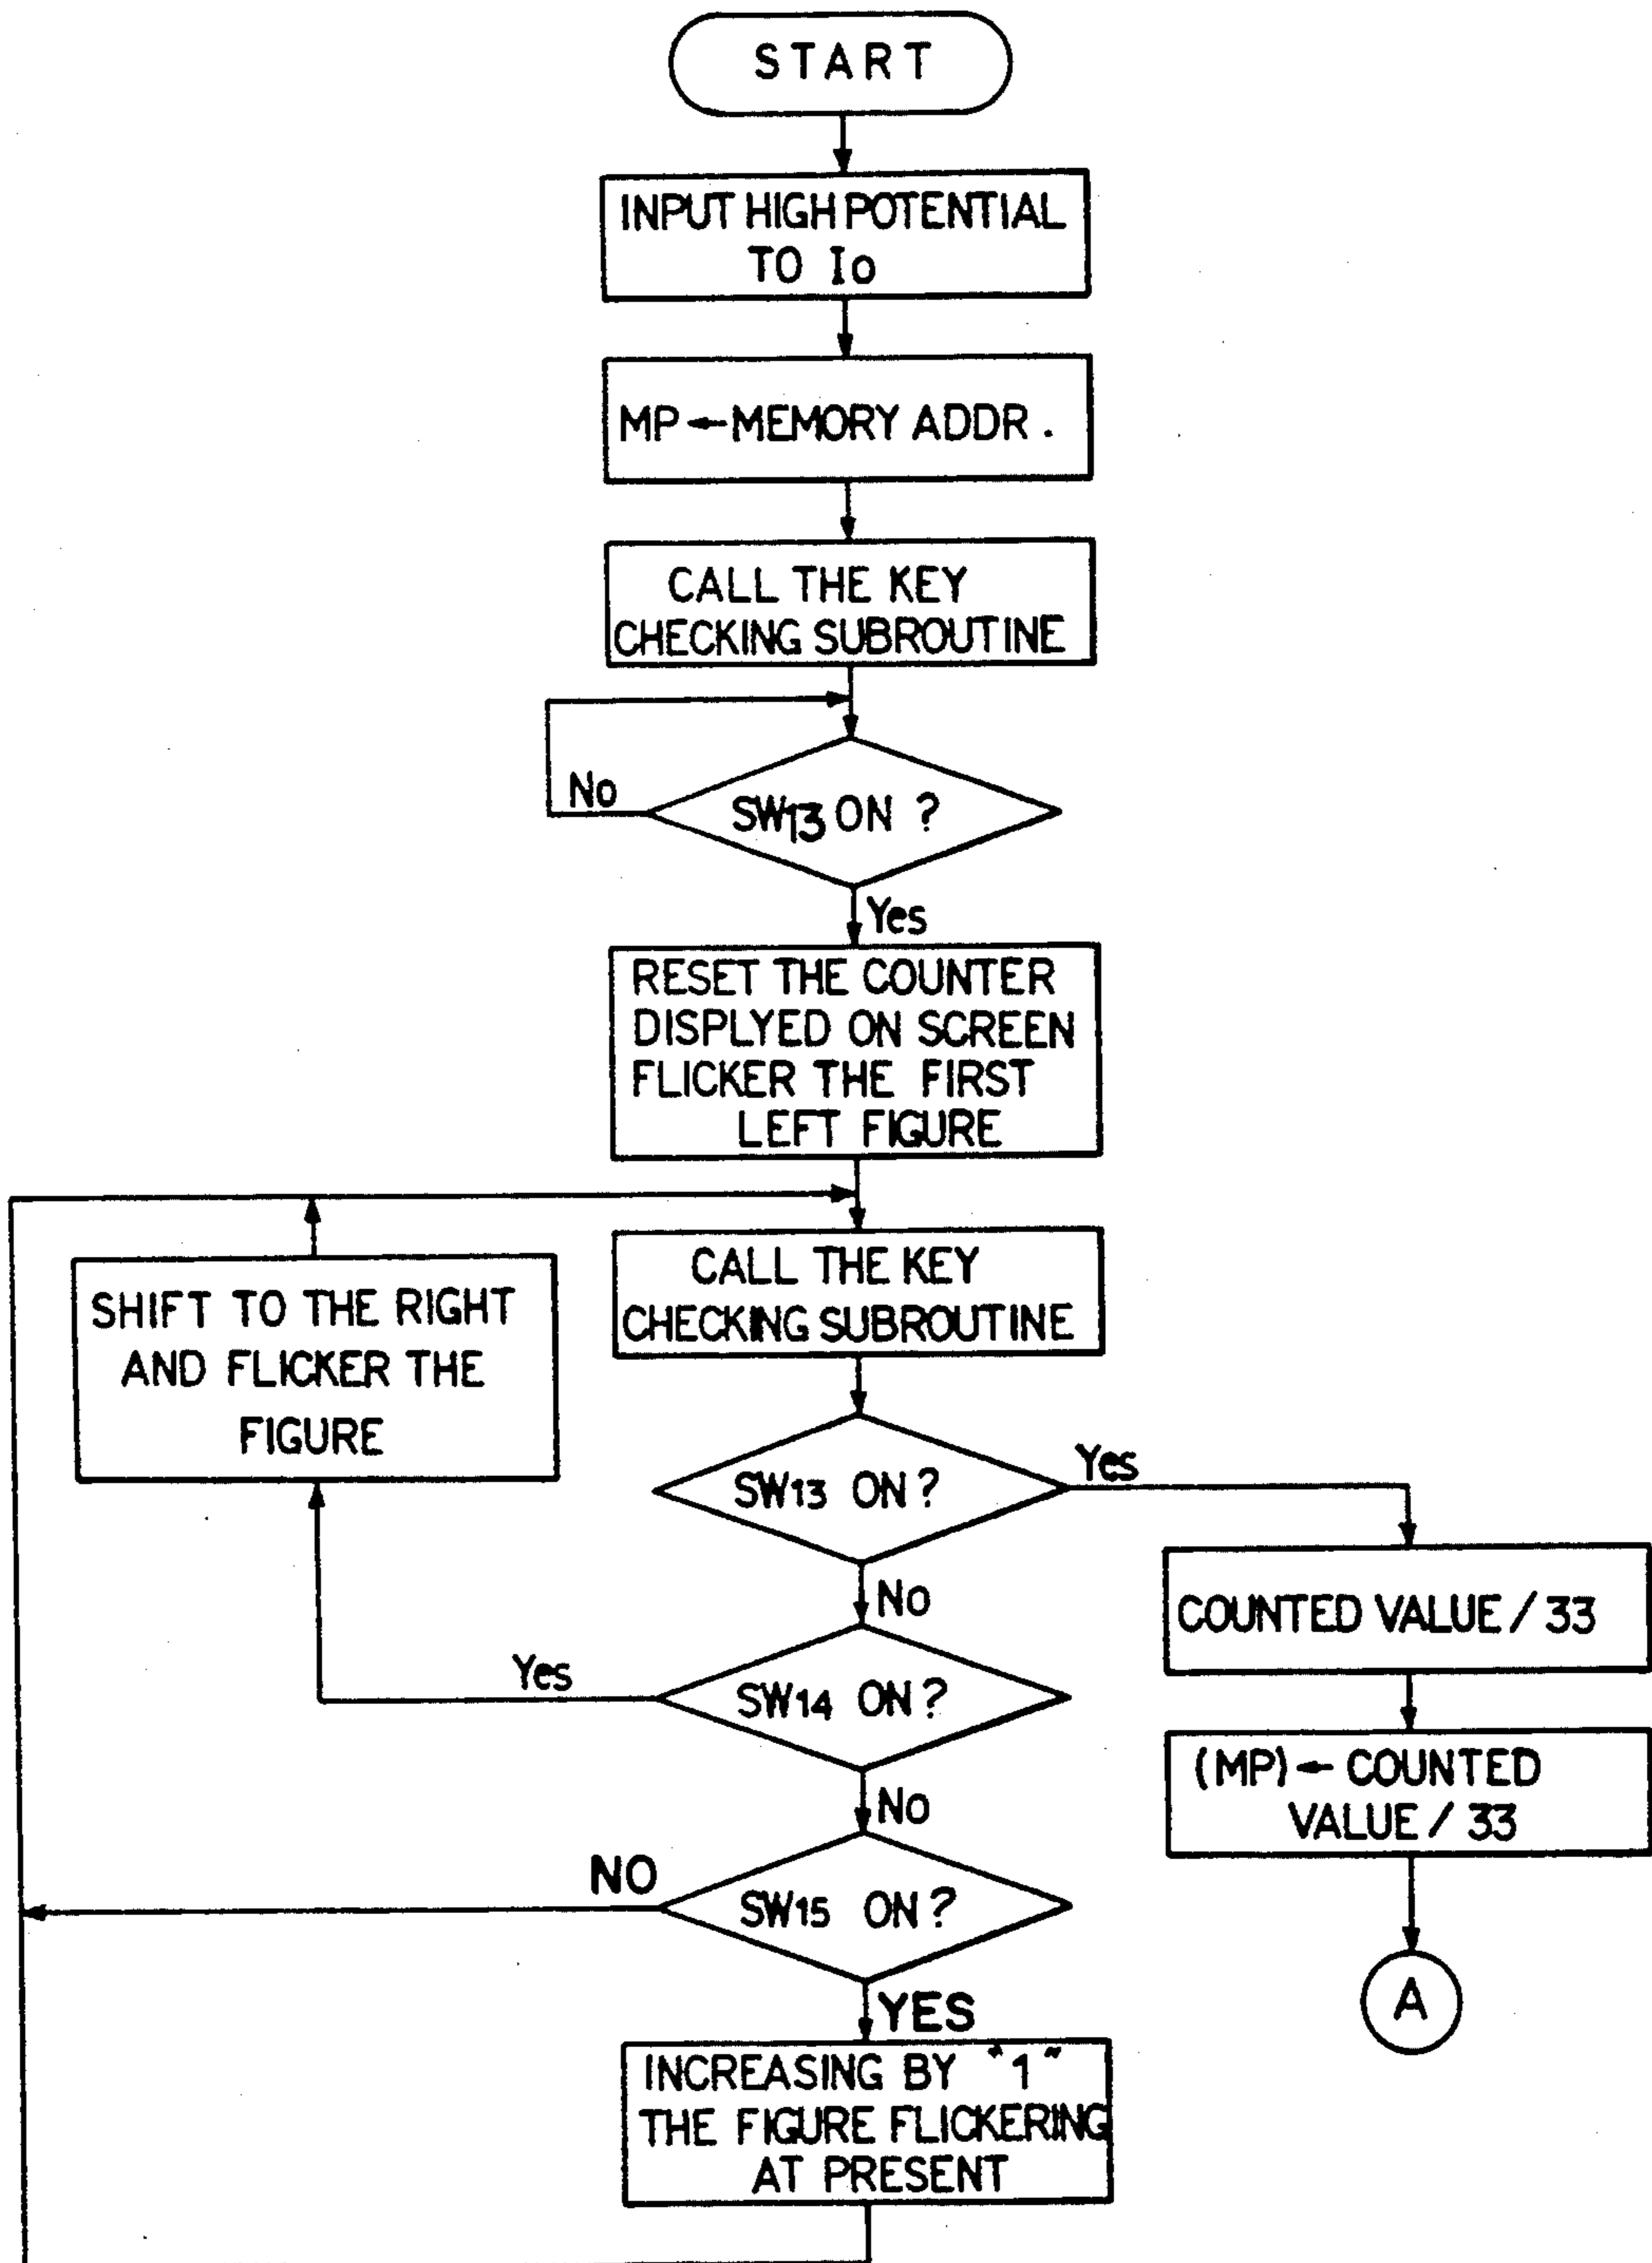 START
INPUT HIGH POTENTIAL
TO Io
MP←MEMORY ADDR.
CALL THE KEY
CHECKING SUBROUTINE
No
SW13 ON ?
Yes
RESET THE COUNTER
DISPLYED ON SCREEN
FLICKER THE FIRST
LEFT FIGURE
CALL THE KEY
CHECKING SUBROUTINE
SHIFT TO THE RIGHT
AND FLICKER THE
FIGURE
SW13 ON ?
Yes
No
COUNTED VALUE / 33
Yes
SW14 ON ?
No
(MP)← COUNTED
VALUE / 33
NO
SW15 ON ?
A
YES
INCREASING BY "1"
THE FIGURE FLICKERING
AT PRESENT